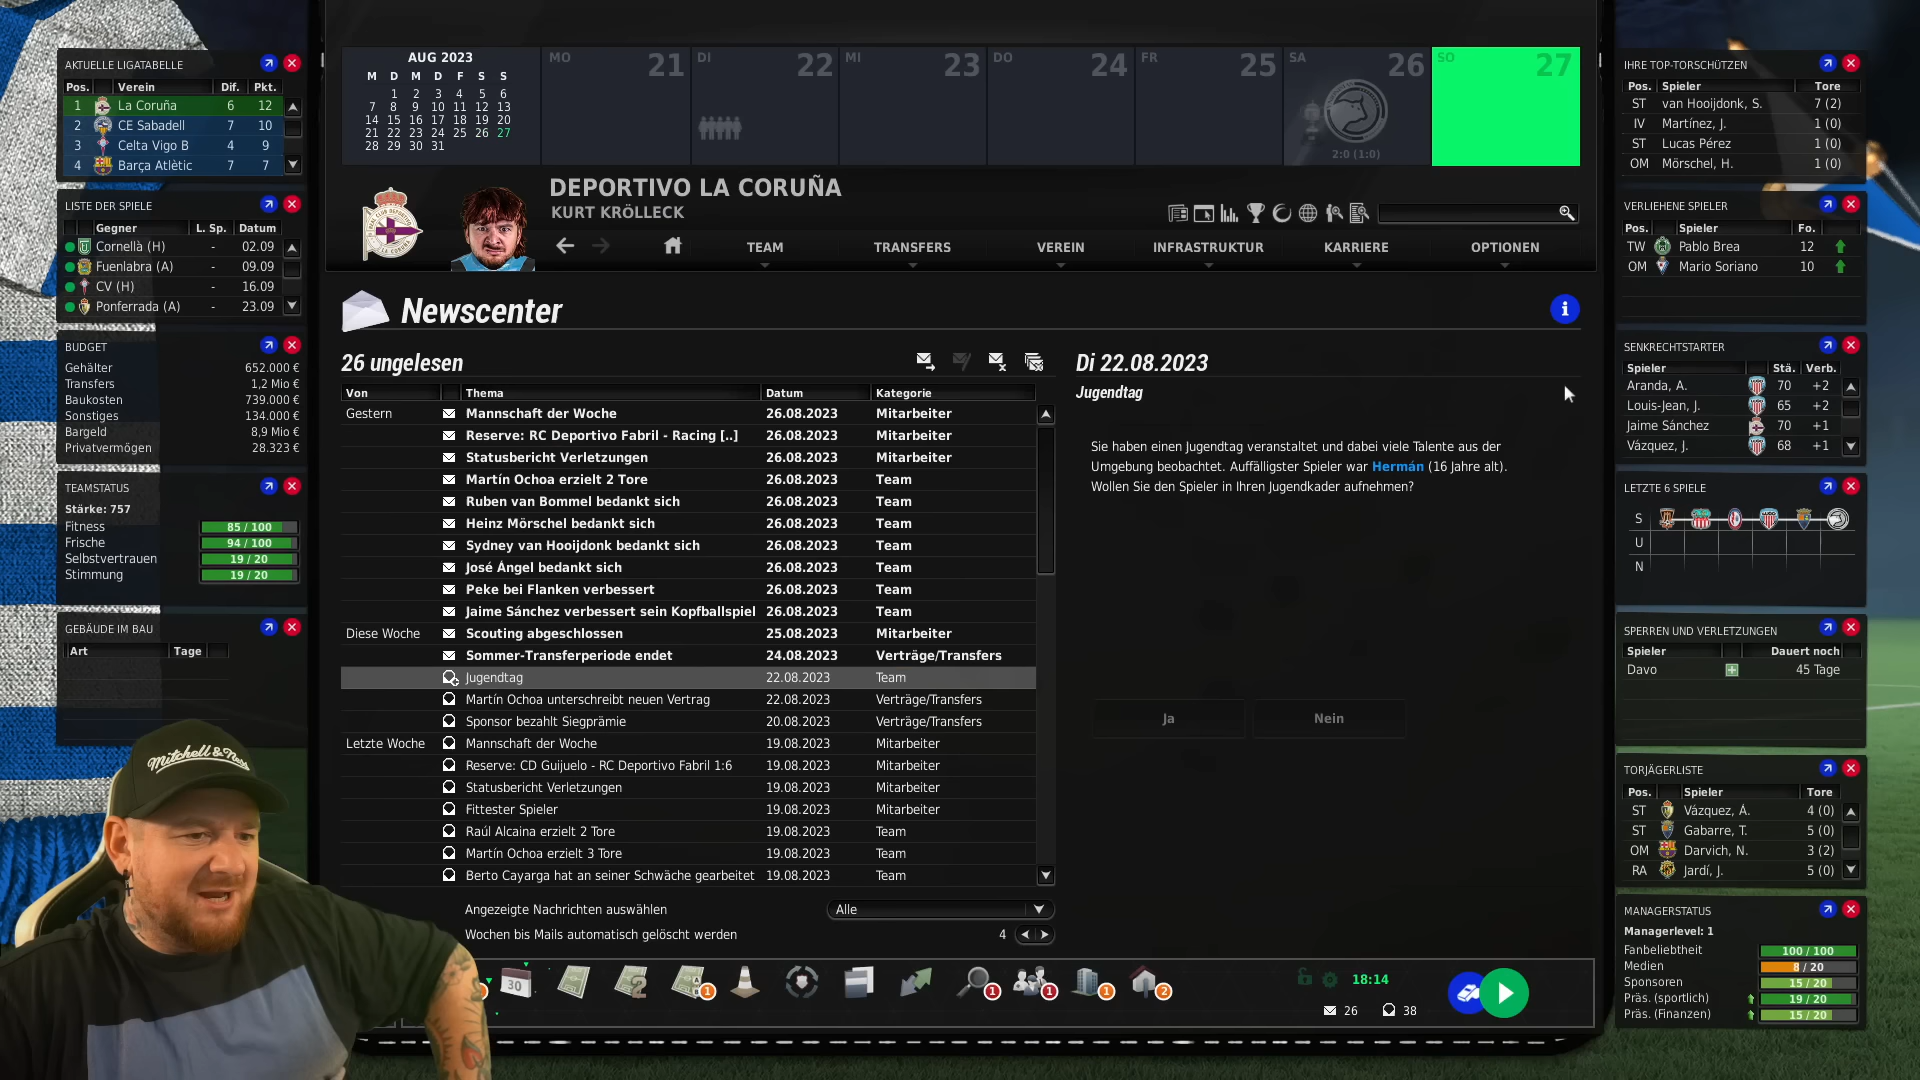 AKTUELLE LIGATABELLE
Pos. Verein Dif. Pkt.
1 La Coruña 6 12
2 CE Sabadell 7 10
3 Celta Vigo B 4 9
4 Barça Atlètic 7 7
LISTE DER SPIELE
Gegner L. Sp. Datum
Cornellà (H) - 02.09
Fuenlabra (A) - 09.09
CV (H) - 16.09
Ponferrada (A) - 23.09
BUDGET
Gehälter 652.000 €
Transfers 1,2 Mio €
Baukosten 739.000 €
Sonstiges 134.000 €
Bargeld 8,9 Mio €
Privatvermögen 28.323 €
TEAMSTATUS
Stärke: 757
Fitness 85 / 100
Frische 94 / 100
Selbstvertrauen 19 / 20
Stimmung 19 / 20
GEBÄUDE IM BAU
Art Tage
Mitchell & Ness
AUG 2023
M D M D F S S
1 2 3 4 5 6
7 8 9 10 11 12 13
14 15 16 17 18 19 20
21 22 23 24 25 26 27
28 29 30 31
MO 21
DI 22
MI 23
DO 24
FR 25
SA 26
2:0 (1:0)
SO 27
DEPORTIVO LA CORUÑA
KURT KRÖLLECK
TEAM TRANSFERS VEREIN INFRASTRUKTUR KARRIERE OPTIONEN
Newscenter
i
26 ungelesen
Von Thema Datum Kategorie
Gestern Mannschaft der Woche 26.08.2023 Mitarbeiter
Reserve: RC Deportivo Fabril - Racing [..] 26.08.2023 Mitarbeiter
Statusbericht Verletzungen 26.08.2023 Mitarbeiter
Martín Ochoa erzielt 2 Tore 26.08.2023 Team
Ruben van Bommel bedankt sich 26.08.2023 Team
Heinz Mörschel bedankt sich 26.08.2023 Team
Sydney van Hooijdonk bedankt sich 26.08.2023 Team
José Ángel bedankt sich 26.08.2023 Team
Peke bei Flanken verbessert 26.08.2023 Team
Jaime Sánchez verbessert sein Kopfballspiel 26.08.2023 Team
Diese Woche Scouting abgeschlossen 25.08.2023 Mitarbeiter
Sommer-Transferperiode endet 24.08.2023 Verträge/Transfers
Jugendtag 22.08.2023 Team
Martín Ochoa unterschreibt neuen Vertrag 22.08.2023 Verträge/Transfers
Sponsor bezahlt Siegprämie 20.08.2023 Verträge/Transfers
Letzte Woche Mannschaft der Woche 19.08.2023 Mitarbeiter
Reserve: CD Guijuelo - RC Deportivo Fabril 1:6 19.08.2023 Mitarbeiter
Statusbericht Verletzungen 19.08.2023 Mitarbeiter
Fittester Spieler 19.08.2023 Mitarbeiter
Raúl Alcaina erzielt 2 Tore 19.08.2023 Team
Martín Ochoa erzielt 3 Tore 19.08.2023 Team
Berto Cayarga hat an seiner Schwäche gearbeitet 19.08.2023 Team
Angezeigte Nachrichten auswählen Alle
Wochen bis Mails automatisch gelöscht werden 4
Di 22.08.2023
Jugendtag
Sie haben einen Jugendtag veranstaltet und dabei viele Talente aus der
Umgebung beobachtet. Auffälligster Spieler war Hermán (16 Jahre alt).
Wollen Sie den Spieler in Ihren Jugendkader aufnehmen?
Ja Nein
30 2 1 1 1 1 2
18:14
26 38
IHRE TOP-TORSCHÜTZEN
Pos. Spieler Tore
ST van Hooijdonk, S. 7 (2)
IV Martínez, J. 1 (0)
ST Lucas Pérez 1 (0)
OM Mörschel, H. 1 (0)
VERLIEHENE SPIELER
Pos. Spieler Fo.
TW Pablo Brea 12
OM Mario Soriano 10
SENKRECHTSTARTER
Spieler Stä. Verb.
Aranda, A. 70 +2
Louis-Jean, J. 65 +2
Jaime Sánchez 70 +1
Vázquez, J. 68 +1
LETZTE 6 SPIELE
S
U
N
SPERREN UND VERLETZUNGEN
Spieler Dauert noch
Davo 45 Tage
TORJÄGERLISTE
Pos. Spieler Tore
ST Vázquez, Á. 4 (0)
ST Gabarre, T. 5 (0)
OM Darvich, N. 3 (2)
RA Jardí, J. 5 (0)
MANAGERSTATUS
Managerlevel: 1
Fanbeliebtheit 100 / 100
Medien 8 / 20
Sponsoren 15 / 20
Präs. (sportlich) 19 / 20
Präs. (Finanzen) 15 / 20